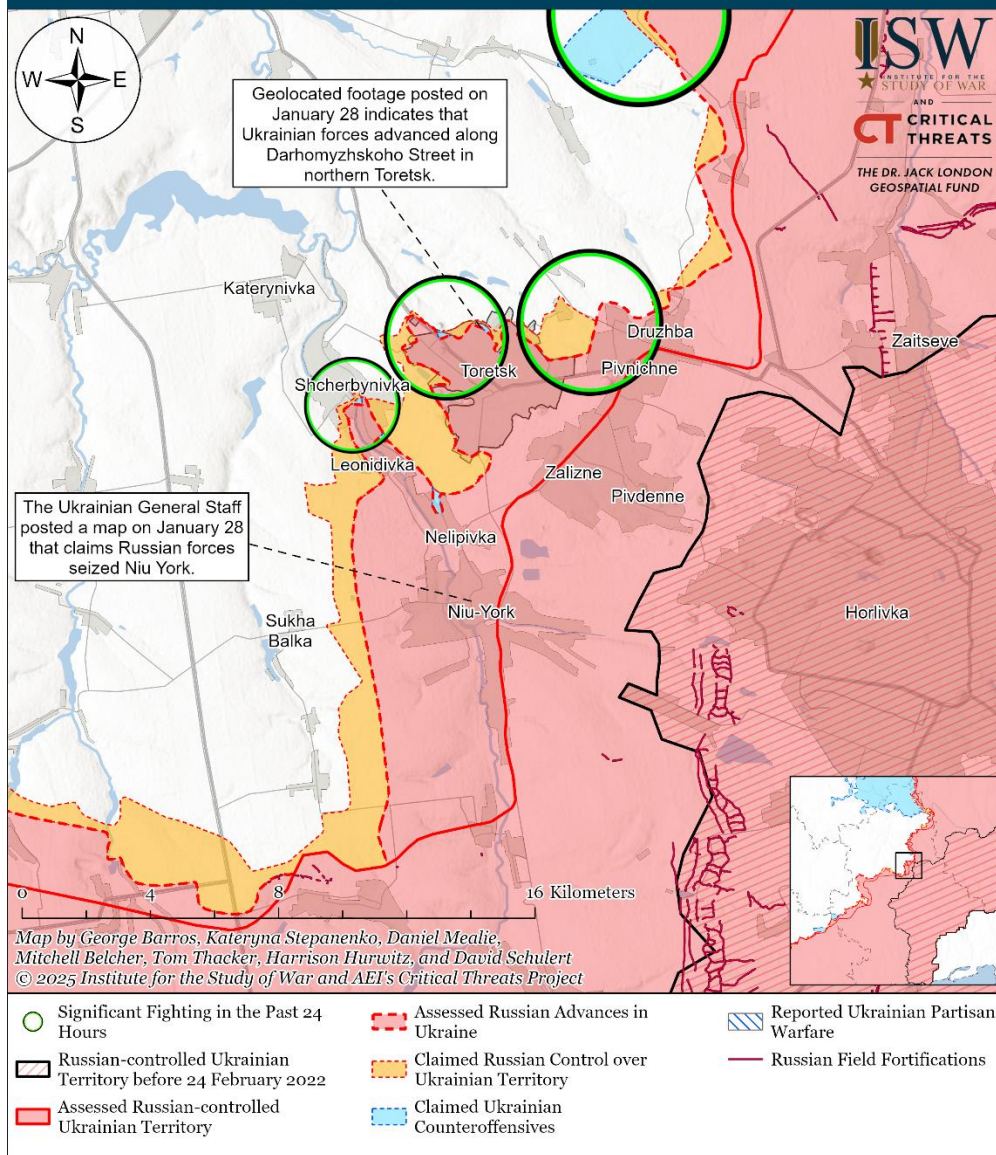 N
W E
S
ISW
INSTITUTE FOR THE
STUDY OF WAR
AND
CT CRITICAL
THREATS
THE DR. JACK LONDON
GEOSPATIAL FUND
Geolocated footage posted on
January 28 indicates that
Ukrainian forces advanced along
Darhomyzhskoho Street in
northern Toretsk.
Katerynivka
Druzhba
Zaitseve
Toretsk
Pivnichne
Shcherbynivka
Leonidivka
Zalizne
Pivdenne
The Ukrainian General Staff
posted a map on January 28
that claims Russian forces
seized Niu York.
Nelipivka
Niu-York
Horlivka
Sukha
Balka
0 4 8 16 Kilometers
Map by George Barros, Kateryna Stepanenko, Daniel Mealie,
Mitchell Belcher, Tom Thacker, Harrison Hurwitz, and David Schulert
© 2025 Institute for the Study of War and AEI's Critical Threats Project
Significant Fighting in the Past 24
Hours
Russian-controlled Ukrainian
Territory before 24 February 2022
Assessed Russian-controlled
Ukrainian Territory
Assessed Russian Advances in
Ukraine
Claimed Russian Control over
Ukrainian Territory
Claimed Ukrainian
Counteroffensives
Reported Ukrainian Partisan
Warfare
Russian Field Fortifications